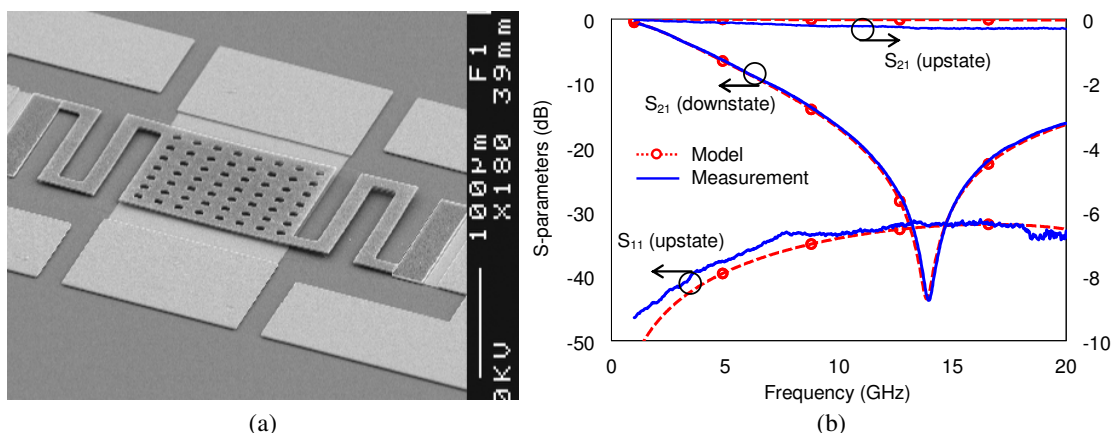 100µm F1
X180 39mm
0KV
(a)
0
-10
-20
-30
-40
-50
0
-2
-4
-6
-8
-10
0 5 10 15 20
S-parameters (dB)
Frequency (GHz)
S21 (upstate)
S21 (downstate)
Model
Measurement
S11 (upstate)
(b)